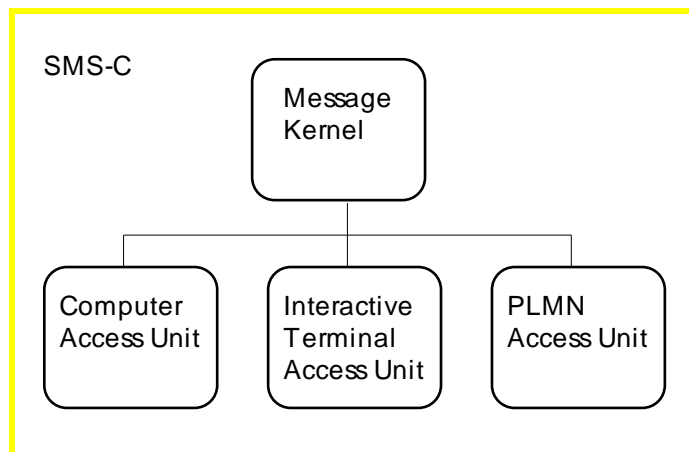 SMS-C
Message
Kernel
Computer
Access Unit
Interactive
Terminal
Access Unit
PLMN
Access Unit